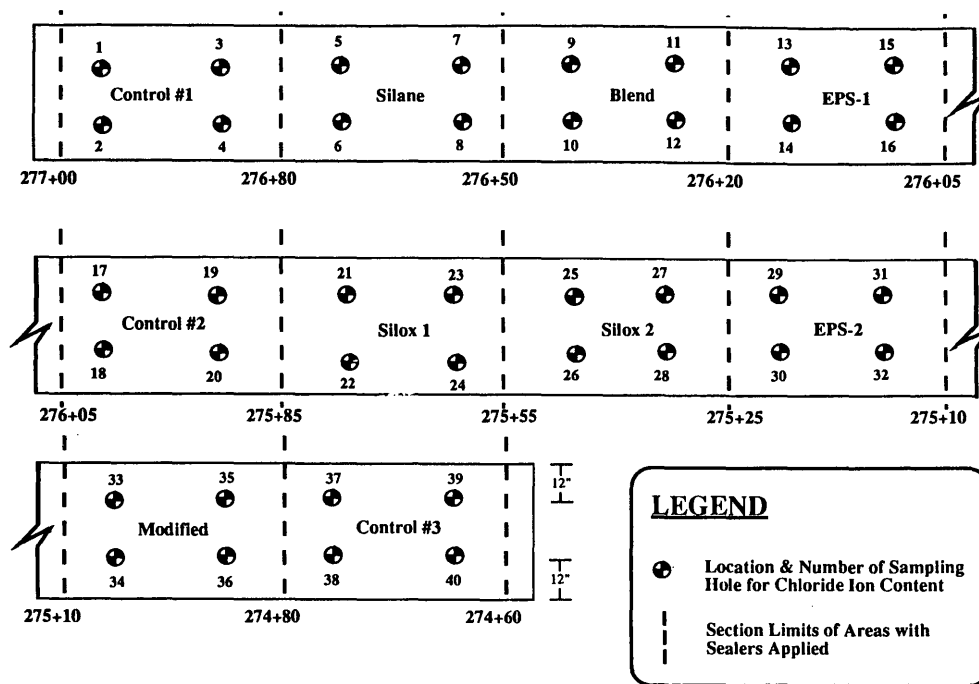 1 3 5 7 9 11 13 15
Control #1 Silane Blend EPS-1
2 4 6 8 10 12 14 16
277+00 276+80 276+50 276+20 276+05
17 19 21 23 25 27 29 31
Control #2 Silox 1 Silox 2 EPS-2
18 20 22 24 26 28 30 32
276+05 275+85 275+55 275+25 275+10
33 35 37 39 12"
Modified Control #3
34 36 38 40 12"
275+10 274+80 274+60
LEGEND
Location & Number of Sampling
Hole for Chloride Ion Content
Section Limits of Areas with
Sealers Applied